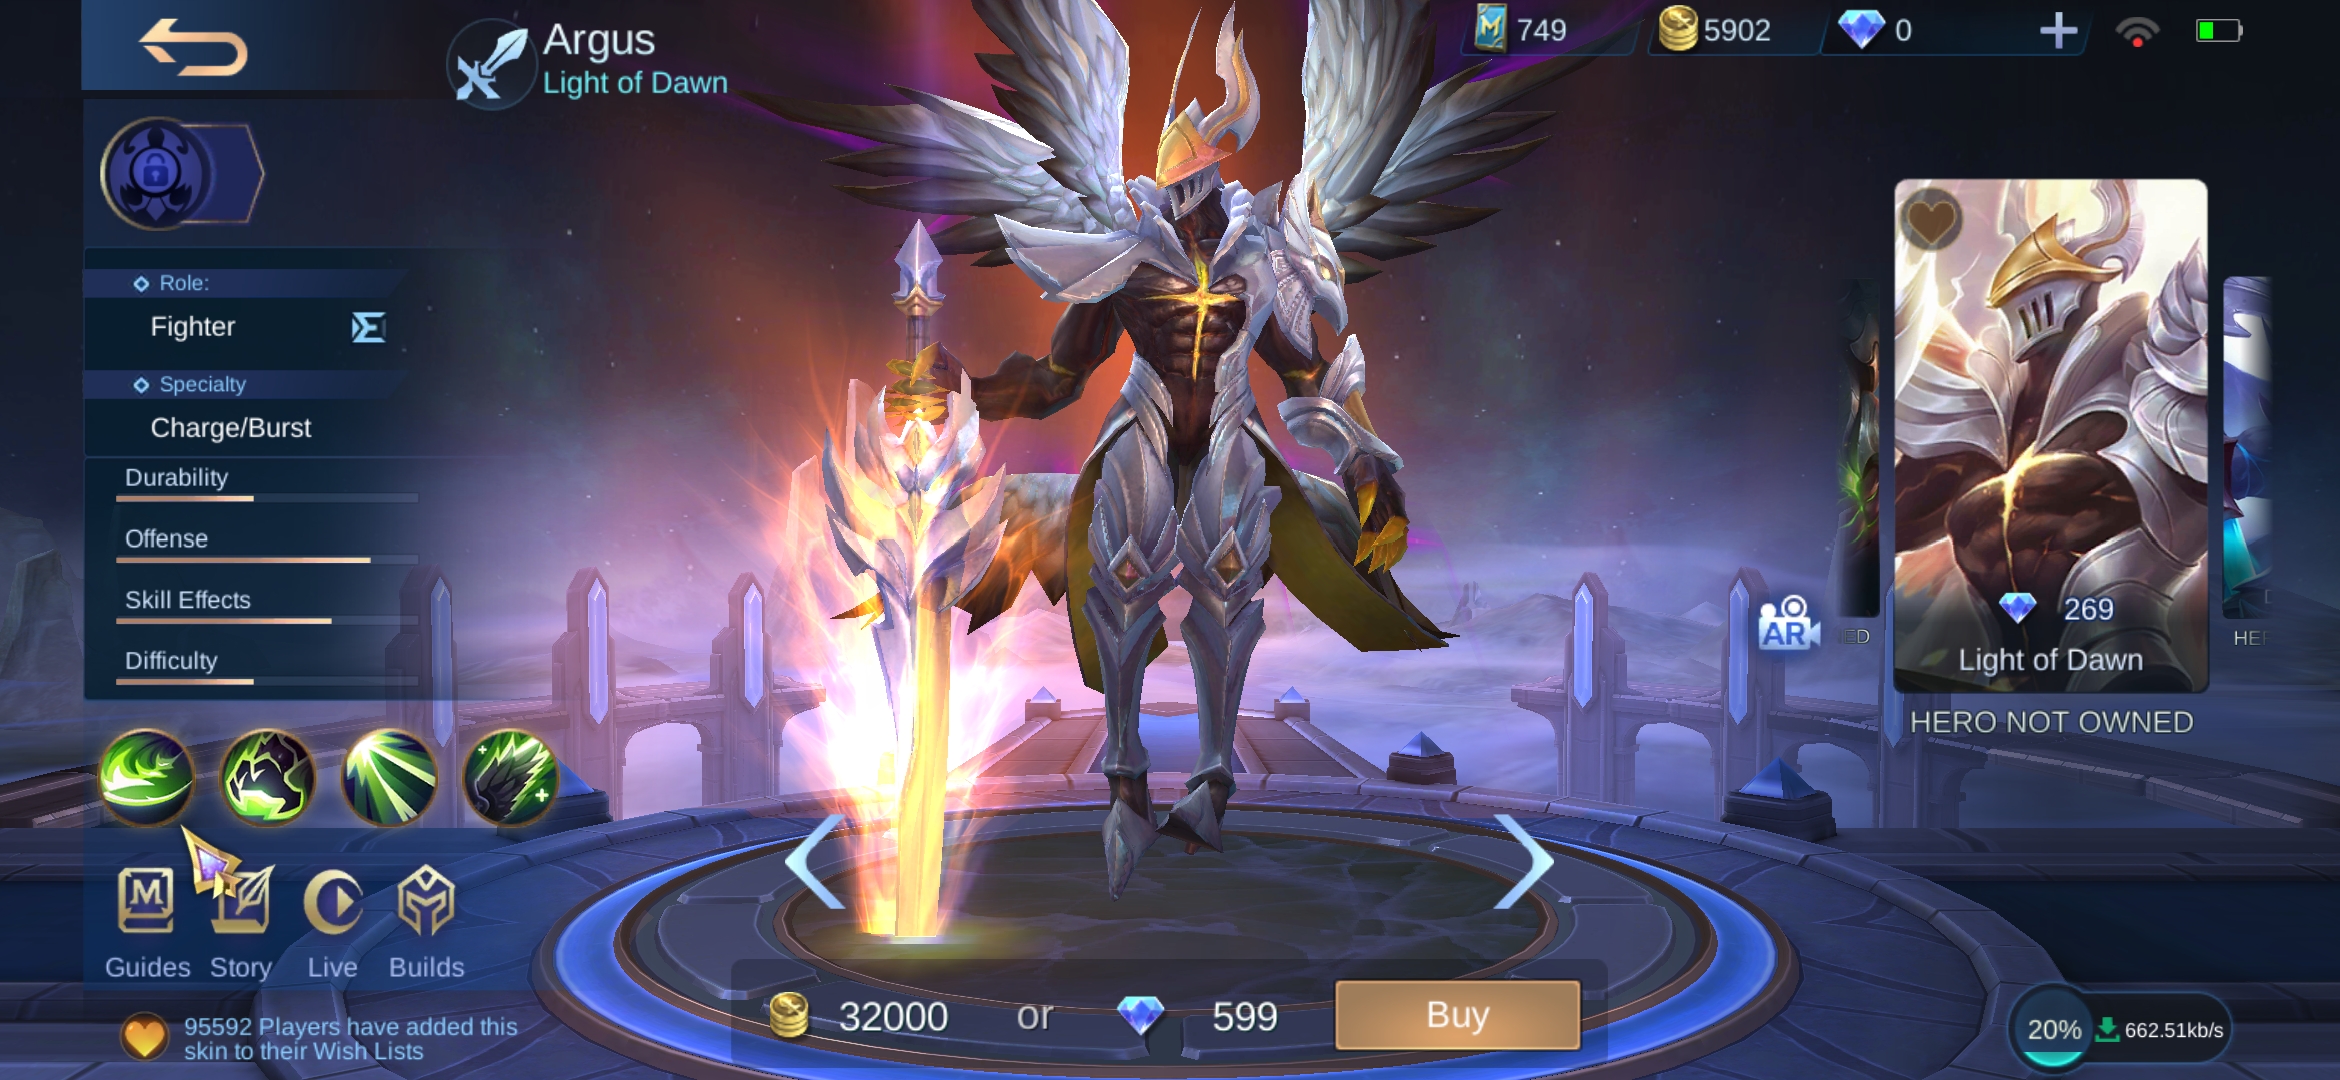 Argus
Light of Dawn
749
5902
0
Role:
Fighter
Specialty
Charge/Burst
Durability
Offense
Skill Effects
Difficulty
M
Guides
Story
Live
Builds
95592 Players have added this
skin to their Wish Lists
32000 or 599
Buy
AR
ED
269
Light of Dawn
HERO NOT OWNED
HE
20%
662.51kb/s